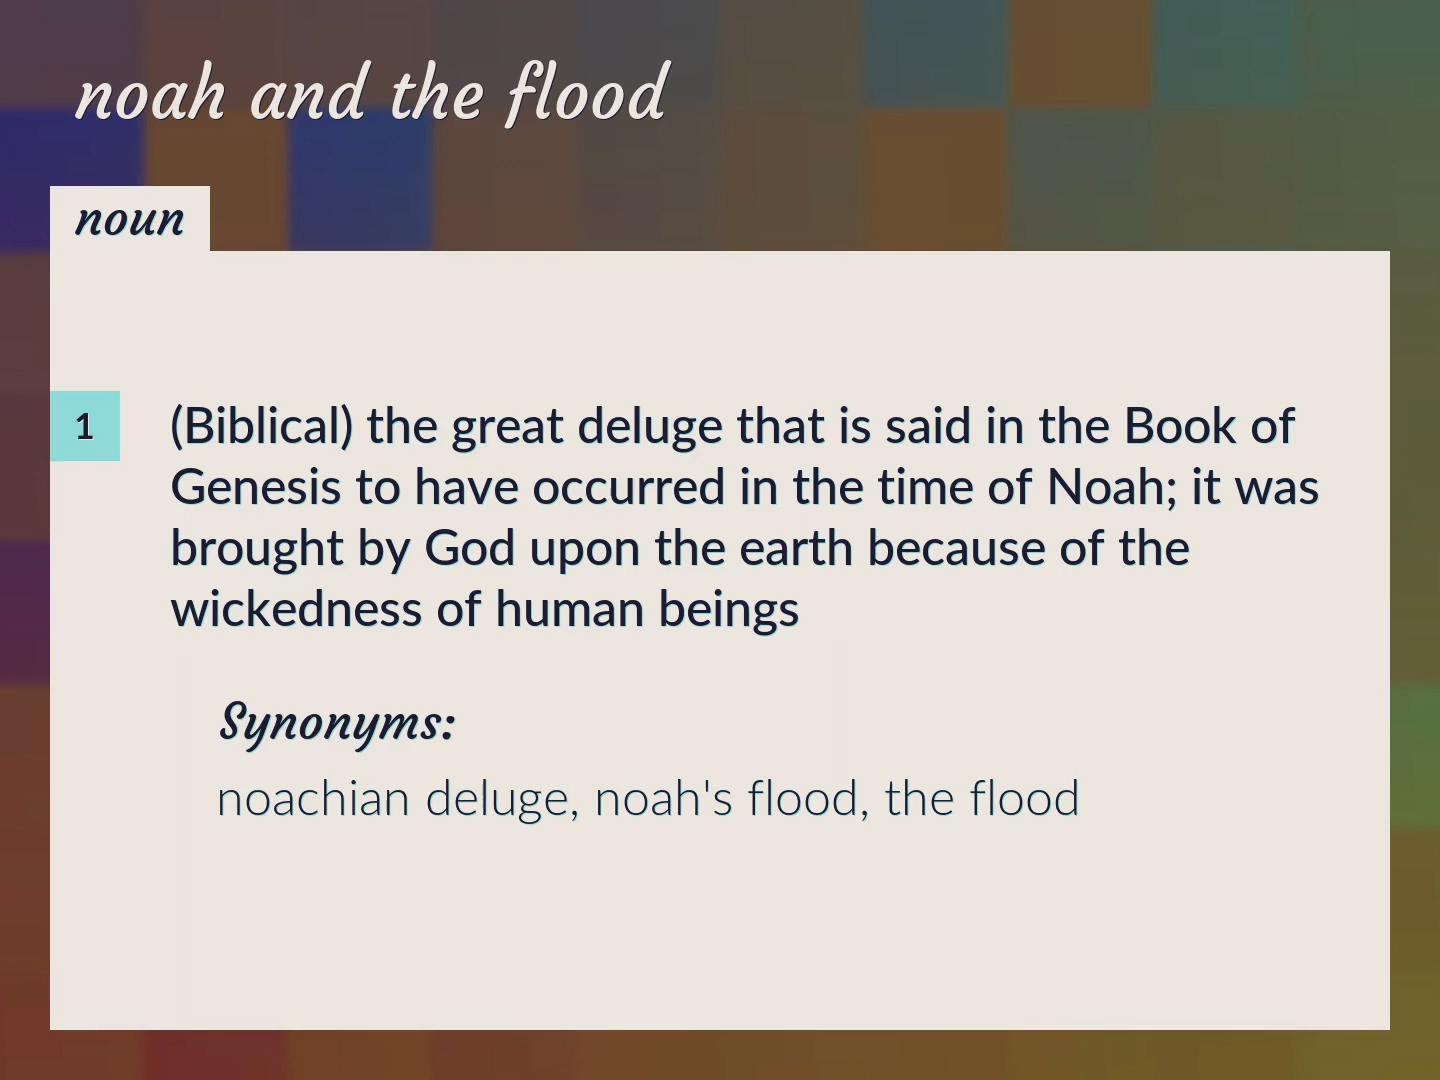 noah and the flood
noun
1
(Biblical) the great deluge that is said in the Book of
Genesis to have occurred in the time of Noah; it was
brought by God upon the earth because of the
wickedness of human beings
Synonyms:
noachian deluge, noah's flood, the flood